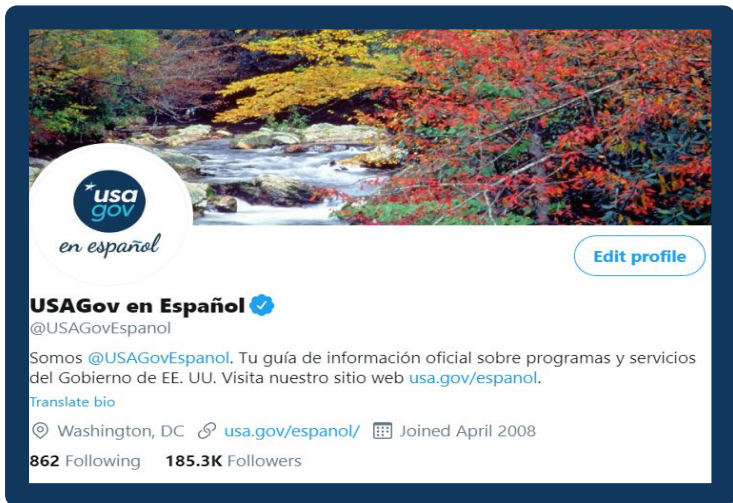 usa
gov
en español
Edit profile
USAGov en Español
@USAGovEspanol
Somos @USAGovEspanol. Tu guía de información oficial sobre programas y servicios
del Gobierno de EE. UU. Visita nuestro sitio web usa.gov/espanol.
Translate bio
Washington, DC usa.gov/espanol/ Joined April 2008
862 Following 185.3K Followers